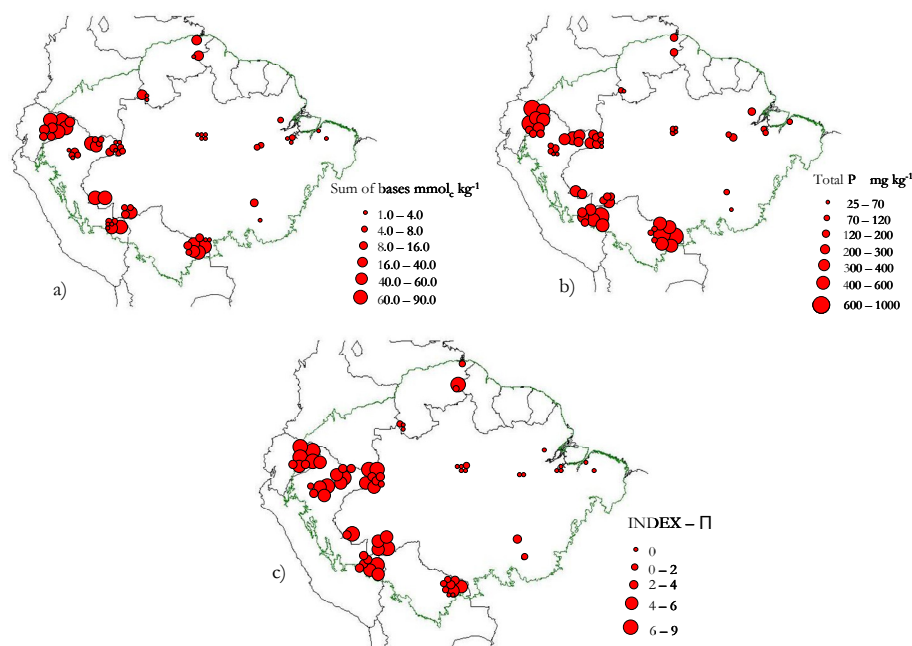 Sum of bases mmolc kg-1
1.0 – 4.0
4.0 – 8.0
8.0 – 16.0
16.0 – 40.0
40.0 – 60.0
60.0 – 90.0
a)
Total P mg kg-1
25 – 70
70 – 120
120 – 200
200 – 300
300 – 400
400 – 600
600 - 1000
b)
INDEX – Π
0
0 – 2
2 – 4
4 – 6
6 – 9
c)